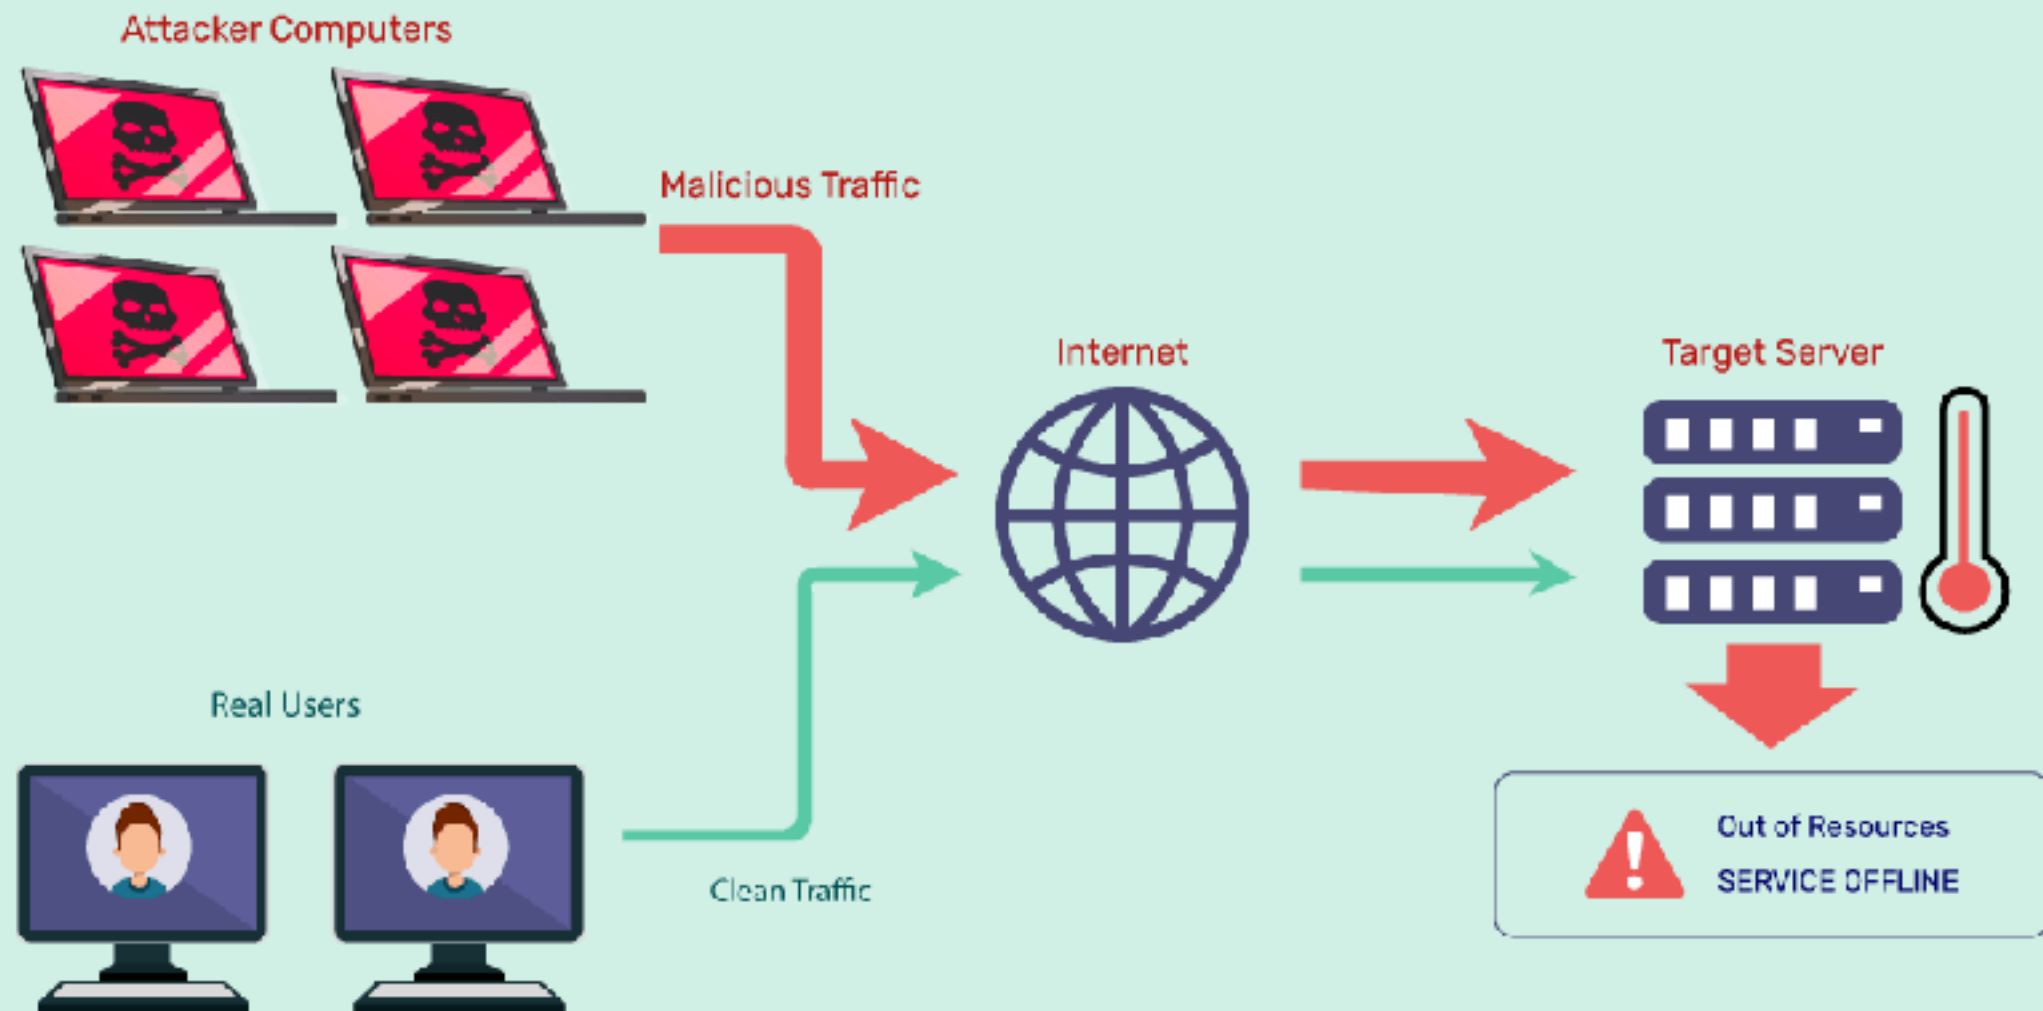 Attacker Computers
Malicious Traffic
Internet
Target Server
Real Users
Clean Traffic
Out of Resources
SERVICE OFFLINE